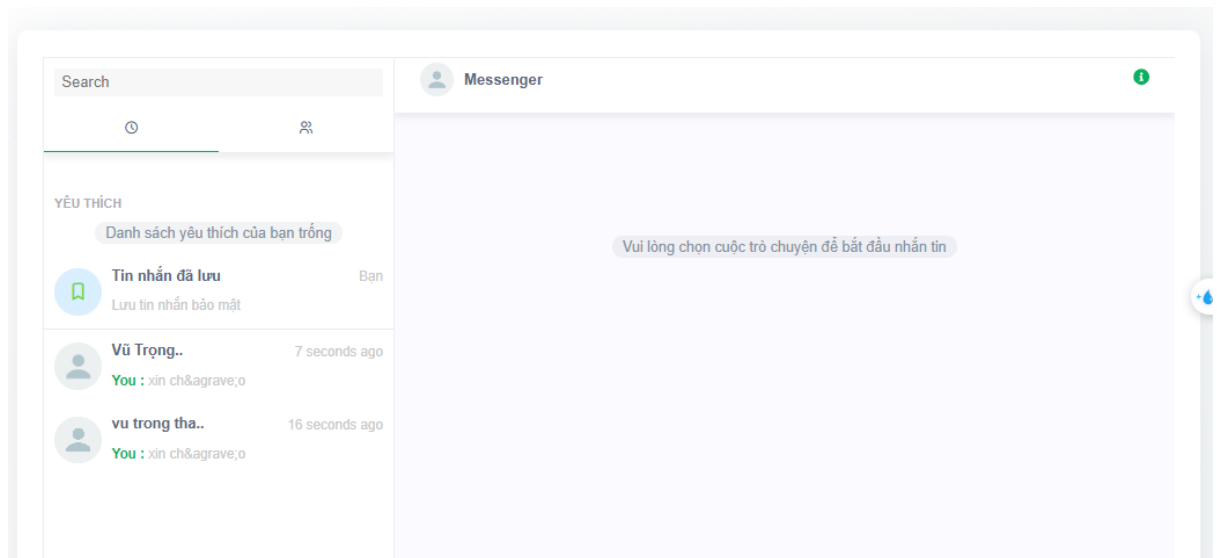 Search
Messenger
YÊU THÍCH
Danh sách yêu thích của bạn trống
Vui lòng chọn cuộc trò chuyện để bắt đầu nhắn tin
Tin nhắn đã lưu
Bạn
Lưu tin nhắn bảo mật
Vũ Trọng..
7 seconds ago
You : xin ch&agrave;o
vu trong tha..
16 seconds ago
You : xin ch&agrave;o